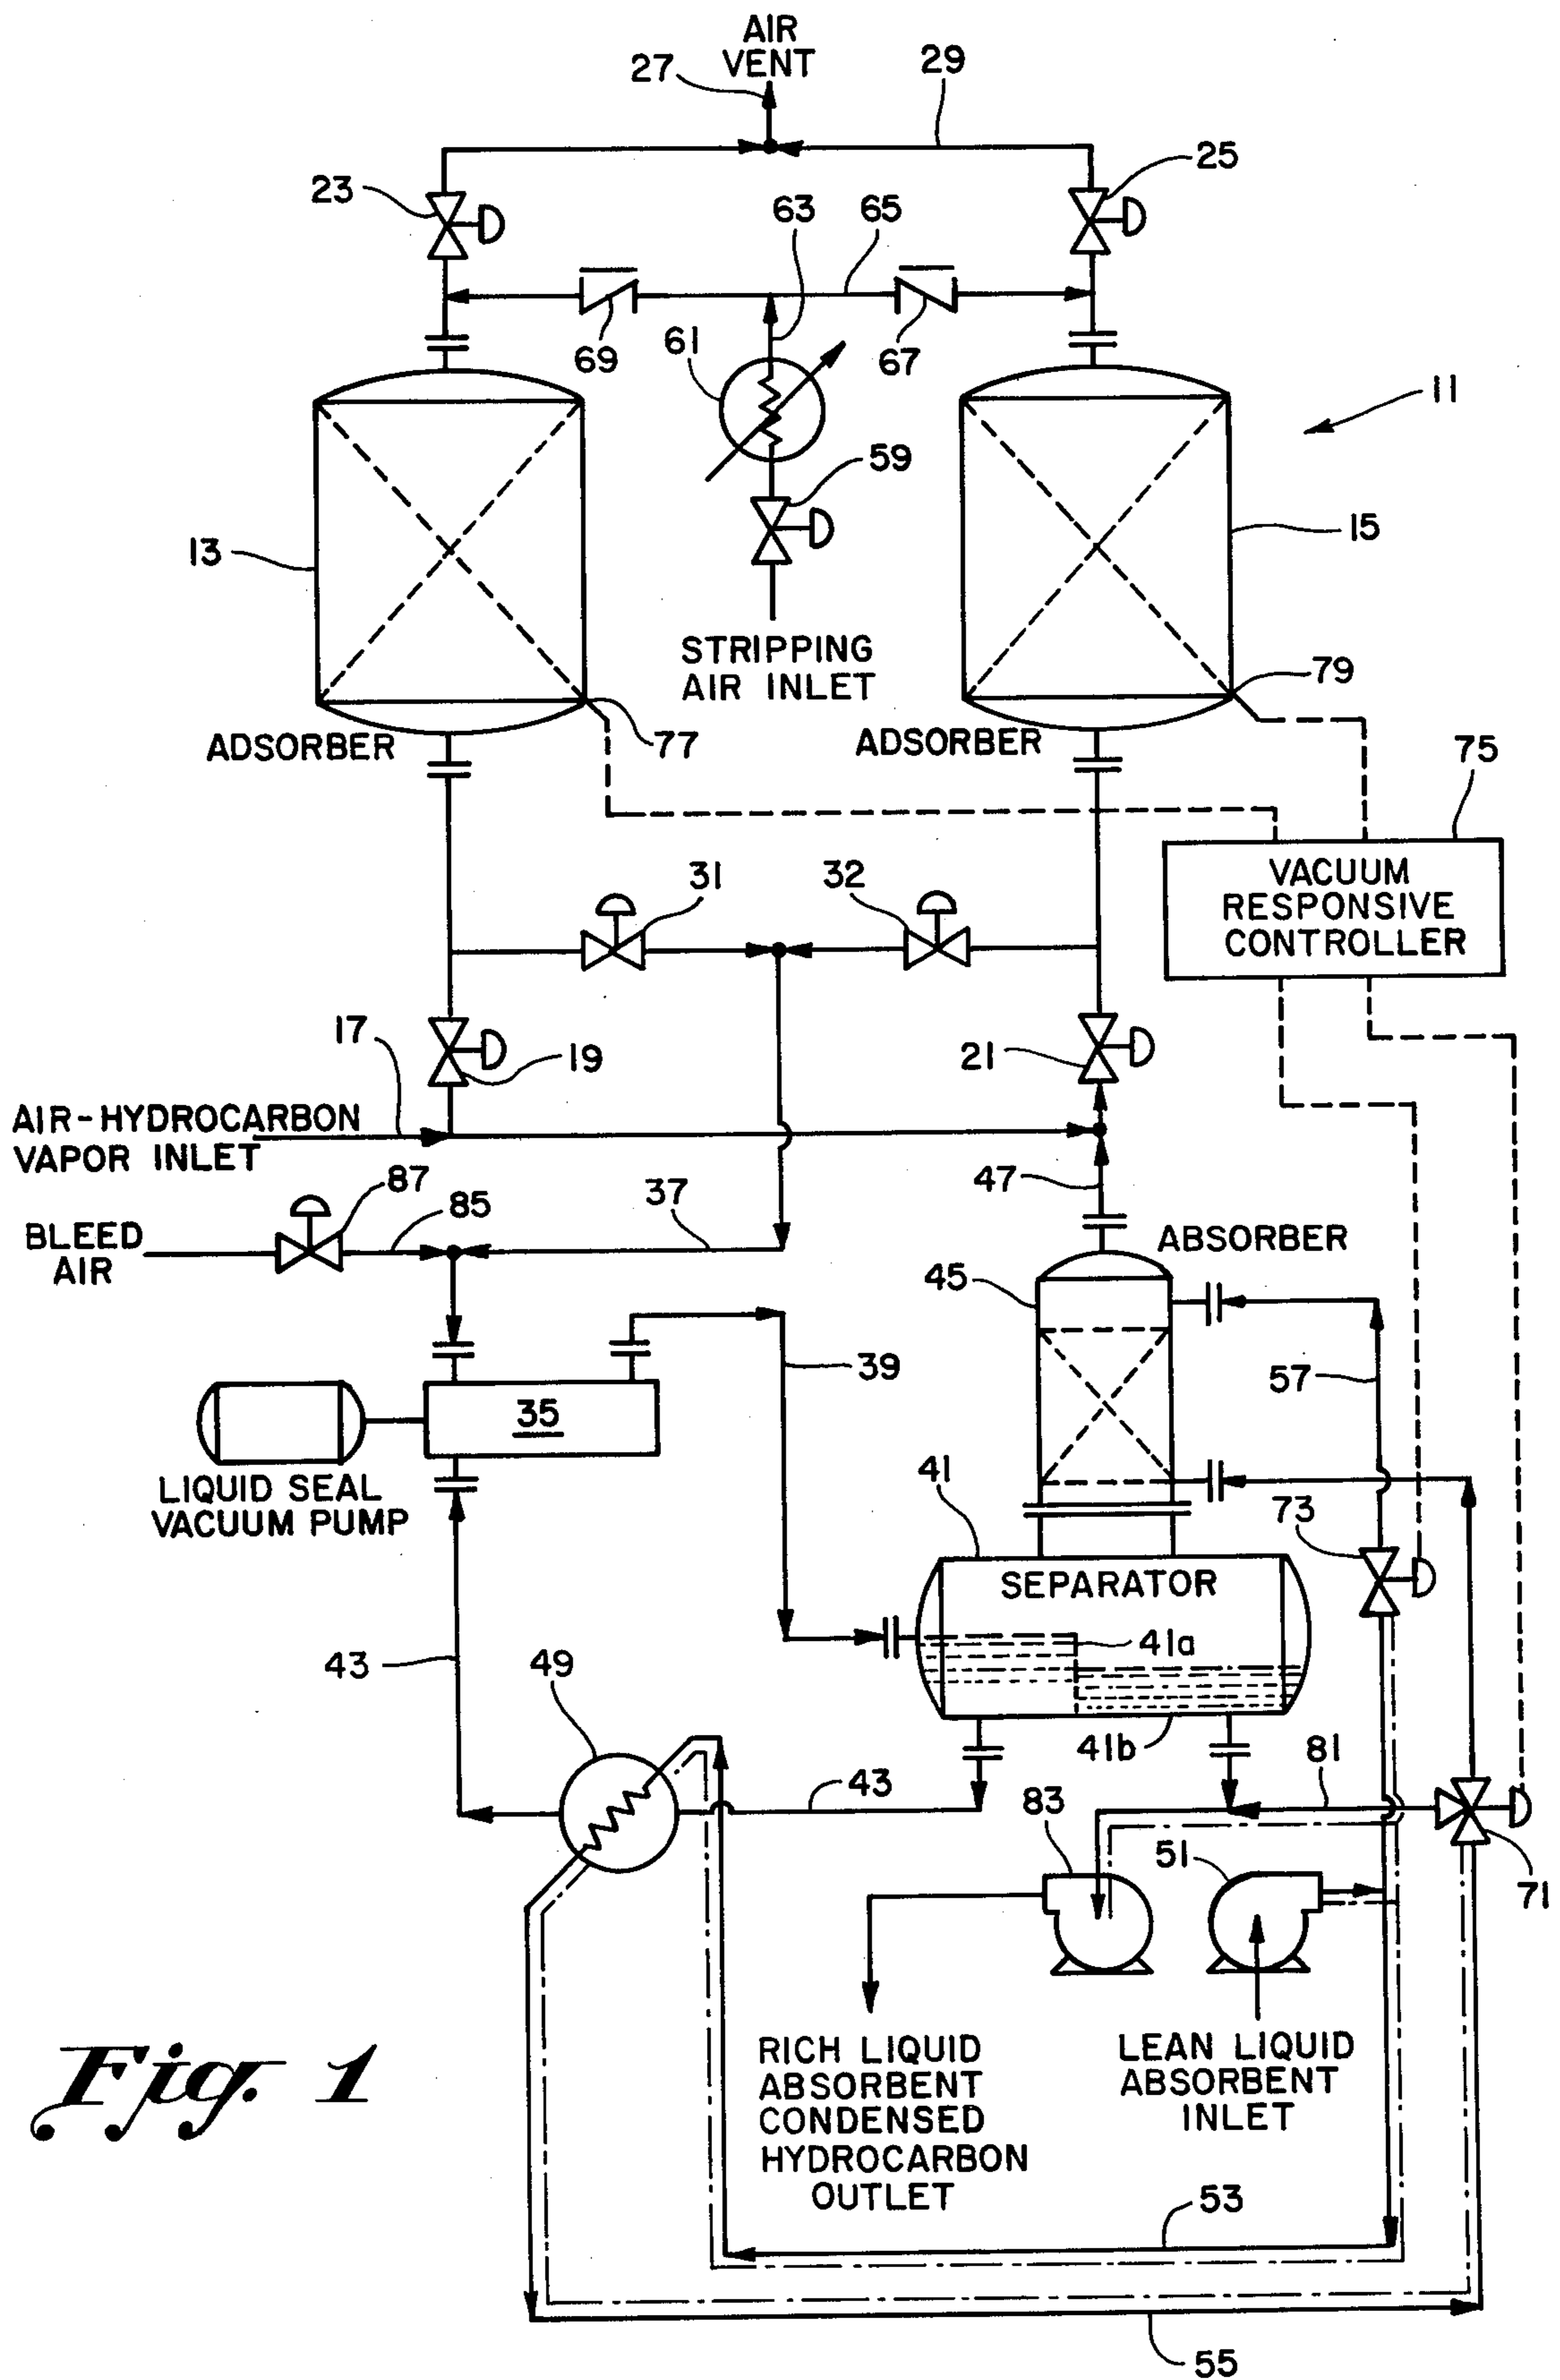 AIR
VENT
27
29
23
25
63
65
69
61
67
11
59
13
15
STRIPPING
AIR INLET
79
ADSORBER
77
ADSORBER
75
31
32
VACUUM
RESPONSIVE
CONTROLLER
17
19
21
AIR-HYDROCARBON
VAPOR INLET
87
85
37
47
BLEED
AIR
ABSORBER
45
39
57
35
LIQUID SEAL
VACUUM PUMP
41
73
SEPARATOR
41a
43
49
41b
81
43
83
51
71
RICH LIQUID
ABSORBENT
CONDENSED
HYDROCARBON
OUTLET
LEAN LIQUID
ABSORBENT
INLET
Fig. 1
53
55